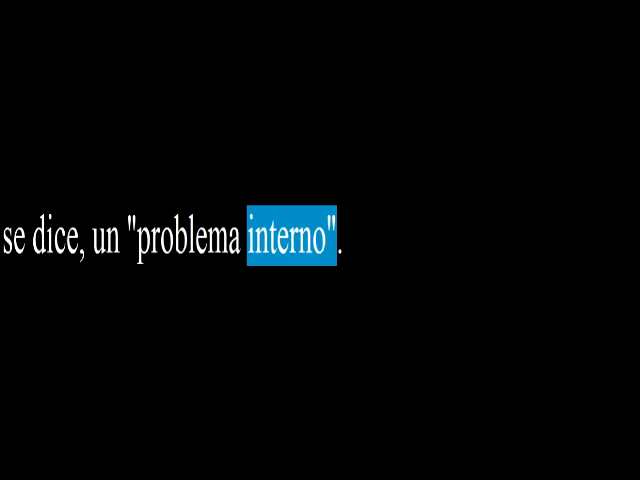 se dice, un "problema interno".